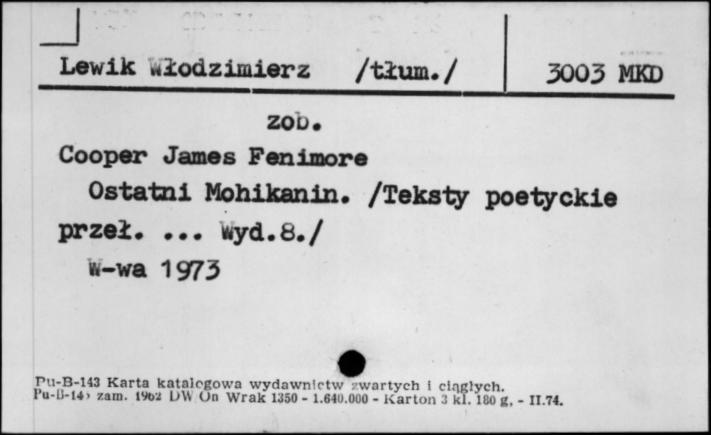 Lewik Włodzimierz /tłum./ 3003 MKD
zob.
Cooper James Fenimore
Ostatni Mohikanin. /Teksty poetyckie
przeł. ... Wyd.8./
W-wa 1973
Pu-B-143 Karta katalogowa wydawnictw zwartych i ciągłych.
zam. 1962 DW On Wrak 1350 - 1.640.000 - Karton 3 kl. 180 g. - II.74.